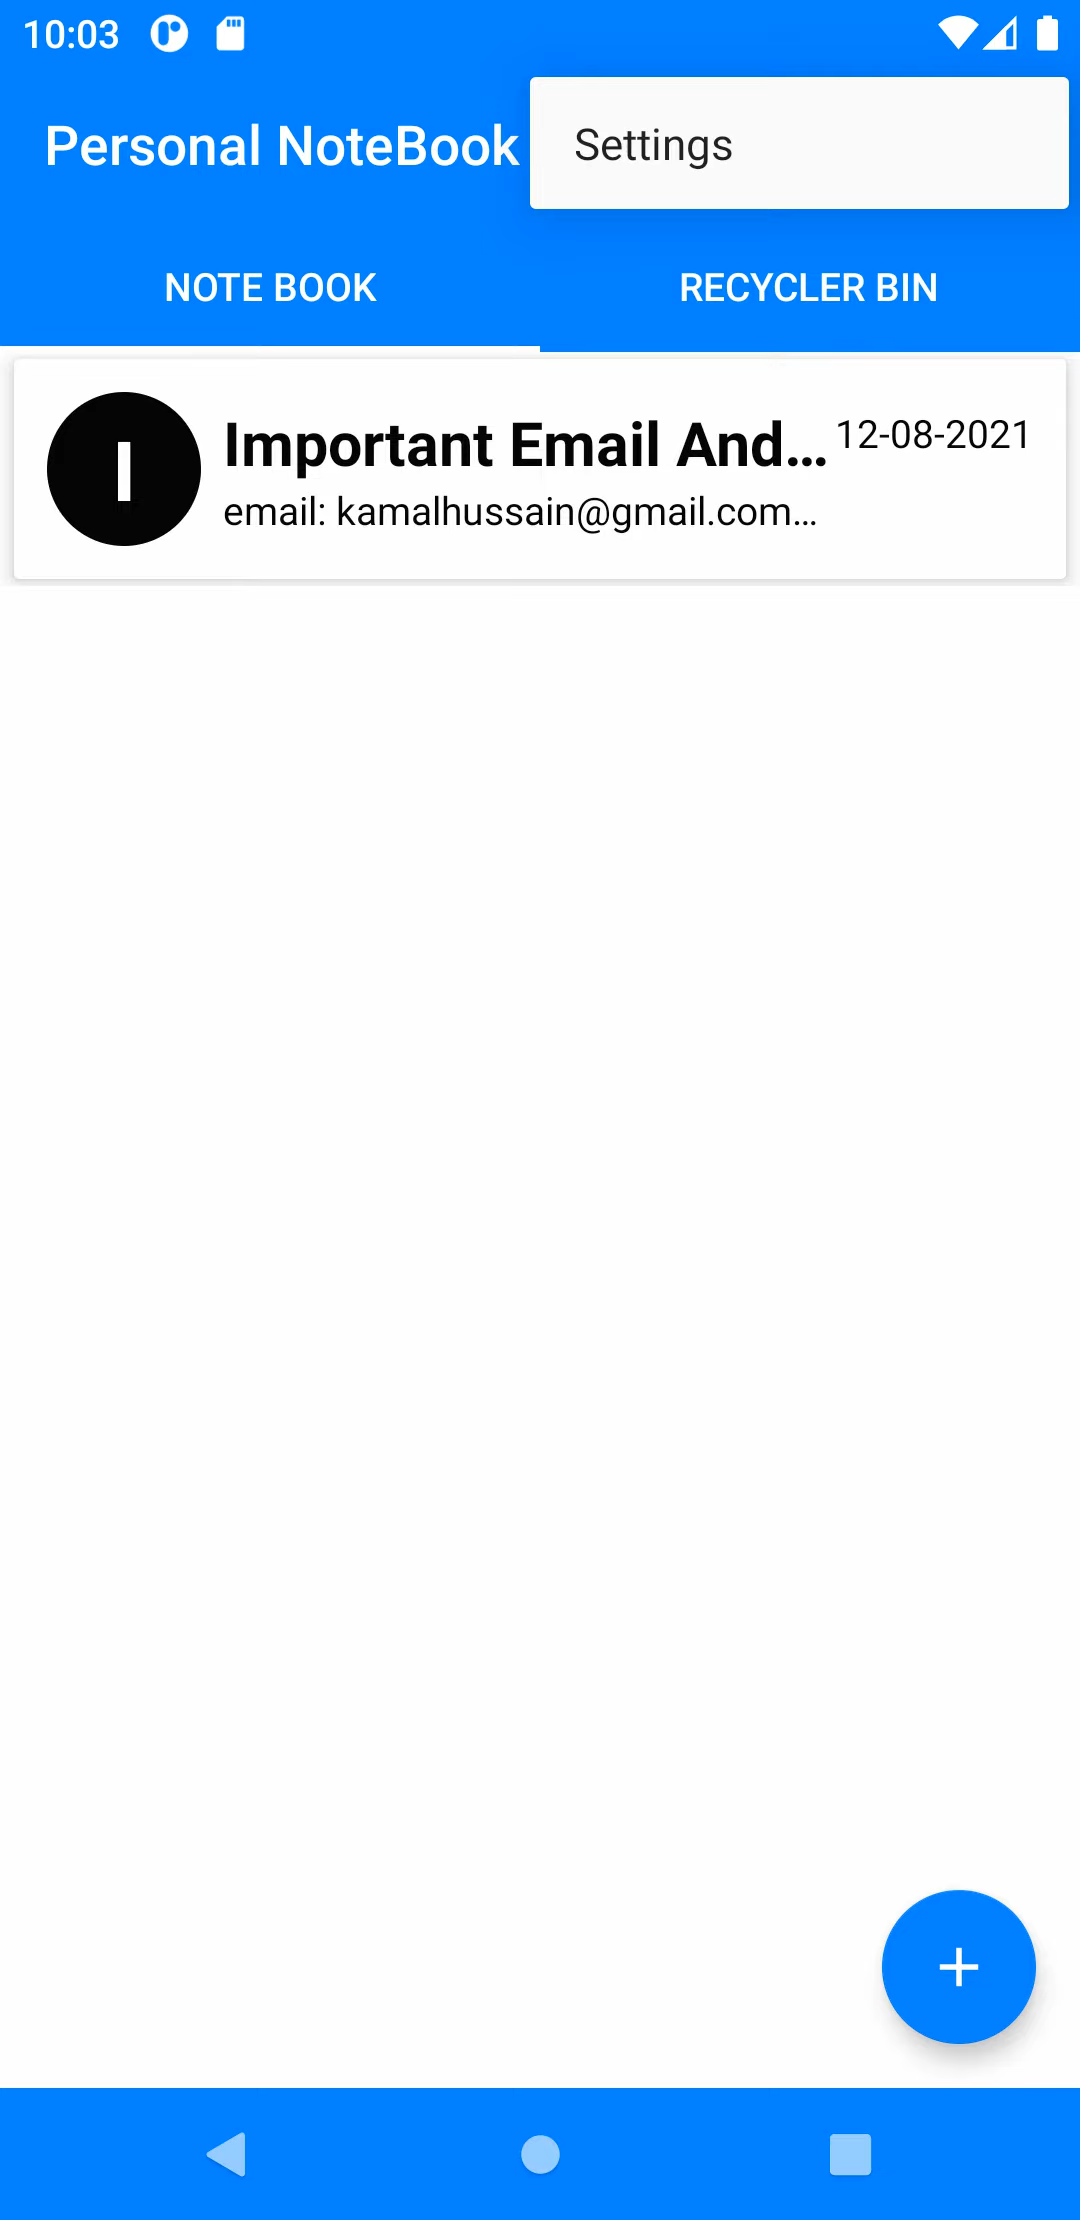 10:03
Personal NoteBook
Settings
NOTE BOOK
RECYCLER BIN
I
Important Email And...
12-08-2021
email: kamalhussain@gmail.com...